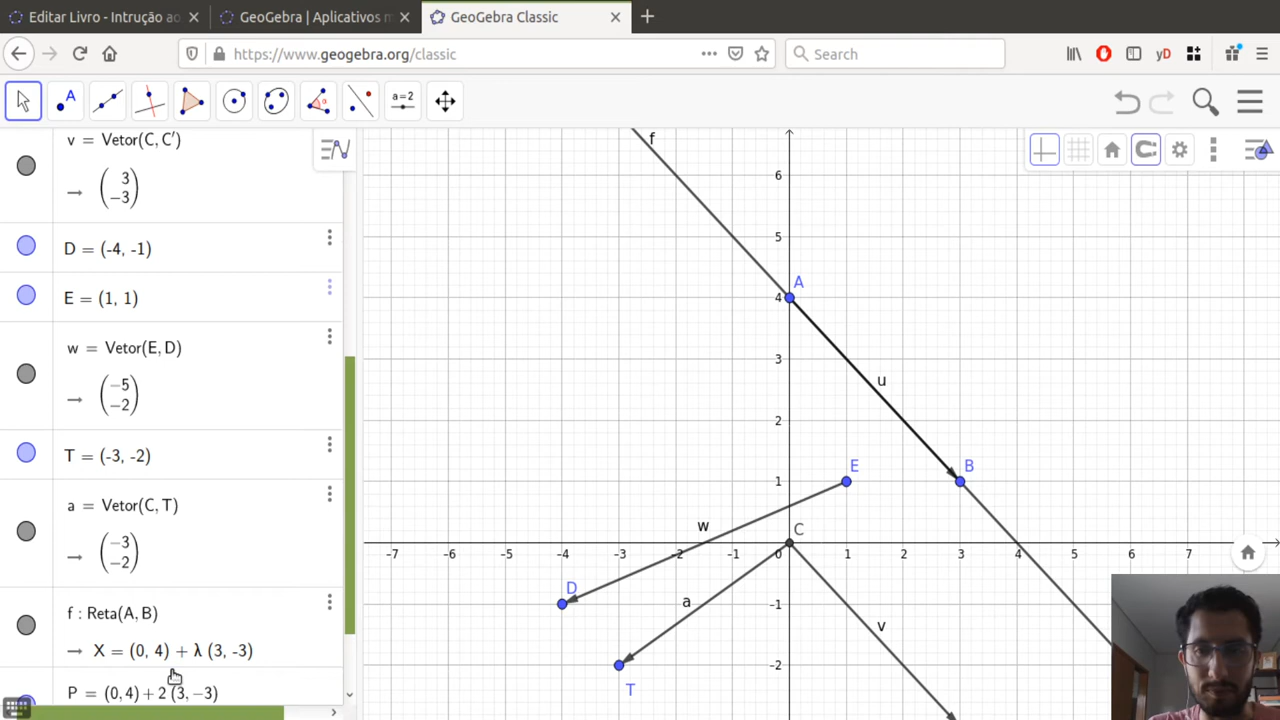 Editar Livro - Intrução ao
GeoGebra | Aplicativos m
GeoGebra Classic
https://www.geogebra.org/classic
Search
yD
A
a=2
v = Vetor(C, C′)
→ (3
−3)
D = (-4, -1)
E = (1, 1)
w = Vetor(E, D)
→ (−5
−2)
T = (-3, -2)
a = Vetor(C, T)
→ (−3
−2)
f : Reta(A, B)
→ X = (0, 4) + λ (3, -3)
P = (0,4) + 2 (3, −3)
f
6
5
A
4
3
u
2
E
B
1
w
C
-7 -6 -5 -4 -3 -2 -1 0 1 2 3 4 5 6 7
D
-1
a
v
-2
T